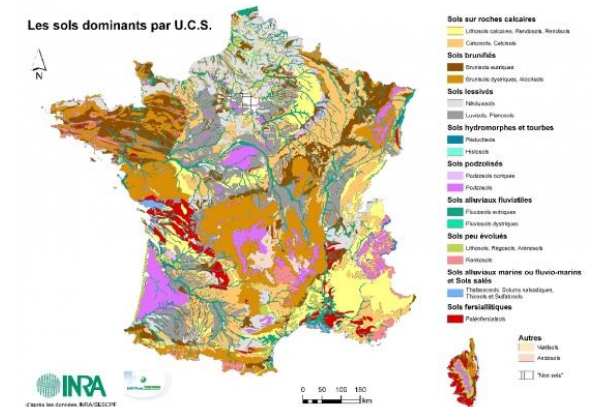 Les sols dominants par U.C.S.
N
Sols sur roches calcaires
Lithosols calcaires, Rendosols, Rendisols
Calcosols, Calcisols
Sols brunifiés
Brunisols eutriques
Brunisols dystriques, Alocrisols
Sols lessivés
Néoluvisols
Luvisols, Planosols
Sols hydromorphes et tourbes
Réductisols
Histosols
Sols podzolisés
Podzosols ocriques
Podzosols
Sols alluviaux fluviatiles
Fluviosols eutriques
Fluviosols dystriques
Sols peu évolués
Lithosols, Régosols, Arénosols
Rankosols
Sols alluviaux marins ou fluvio-marins
et Sols salés
Thalassosols, Soluns salsodiques,
Thiosols et Sulfatosols
Sols fersiallitiques
Paléofersialsols
Autres
Vertisols
Andosols
"Non sols"
INRA
d'après les données INRA/SESCPF
0 50 100 150
km